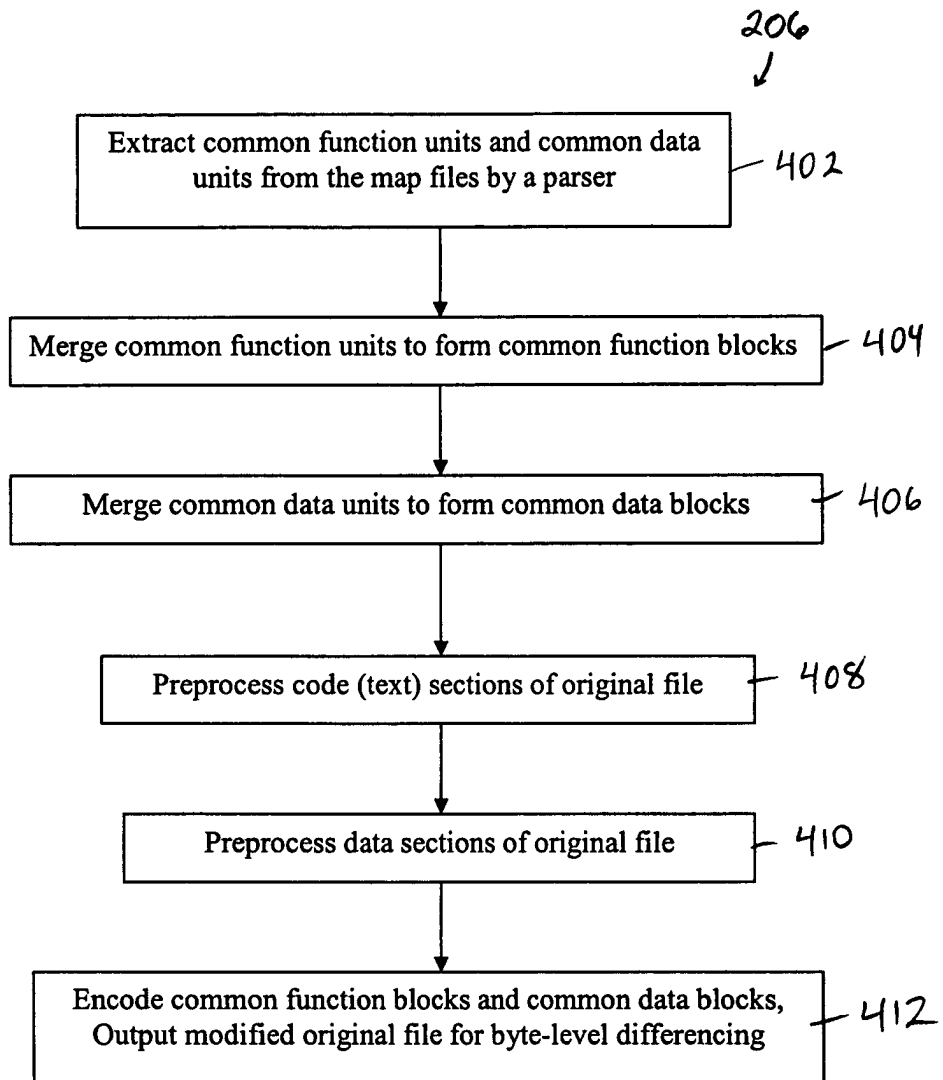 206
Extract common function units and common data
units from the map files by a parser
402
Merge common function units to form common function blocks
404
Merge common data units to form common data blocks
406
Preprocess code (text) sections of original file
408
Preprocess data sections of original file
410
Encode common function blocks and common data blocks,
Output modified original file for byte-level differencing
412